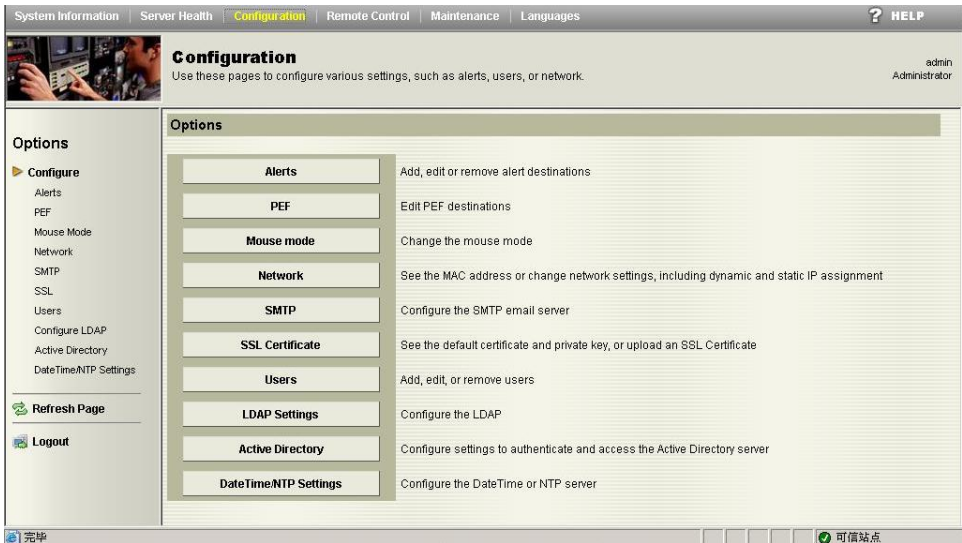 System Information Server Health Configuration Remote Control Maintenance Languages ? HELP
Configuration
Use these pages to configure various settings, such as alerts, users, or network.
admin
Administrator
Options
Configure
Alerts
PEF
Mouse Mode
Network
SMTP
SSL
Users
Configure LDAP
Active Directory
DateTime/NTP Settings
Refresh Page
Logout
Options
Alerts Add, edit or remove alert destinations
PEF Edit PEF destinations
Mouse mode Change the mouse mode
Network See the MAC address or change network settings, including dynamic and static IP assignment
SMTP Configure the SMTP email server
SSL Certificate See the default certificate and private key, or upload an SSL Certificate
Users Add, edit, or remove users
LDAP Settings Configure the LDAP
Active Directory Configure settings to authenticate and access the Active Directory server
DateTime/NTP Settings Configure the DateTime or NTP server
完毕 可信站点